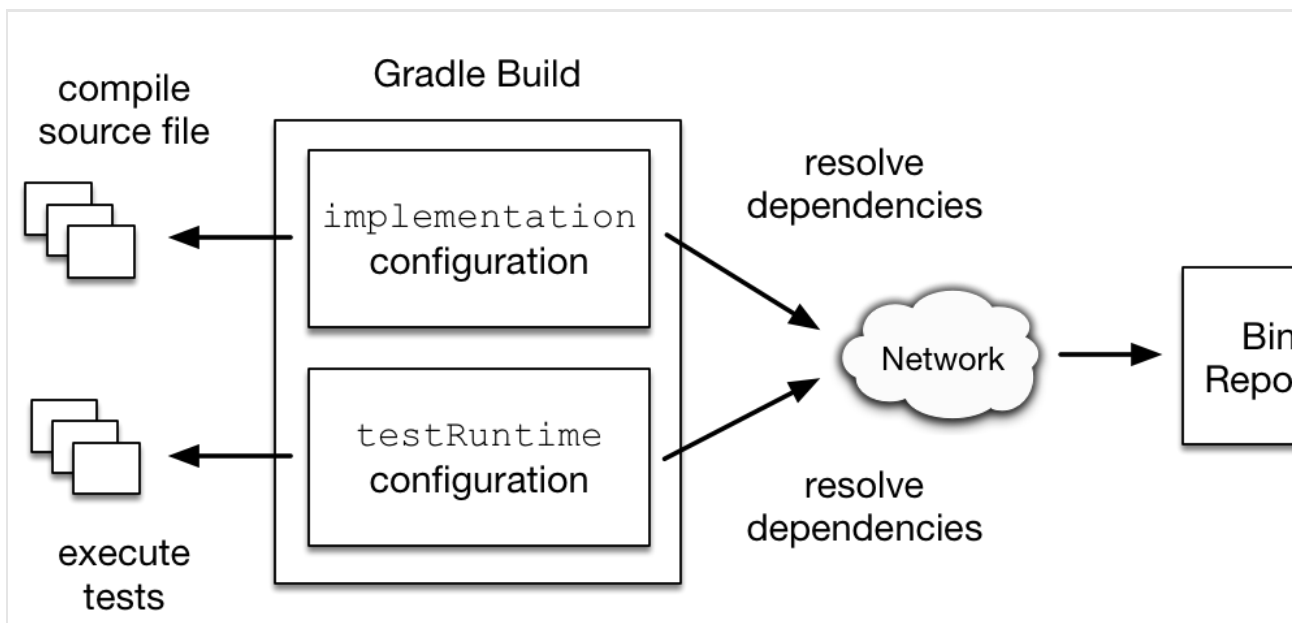 Gradle Build
compile
source file
implementation
configuration
resolve
dependencies
Network
testRuntime
configuration
resolve
dependencies
execute
tests